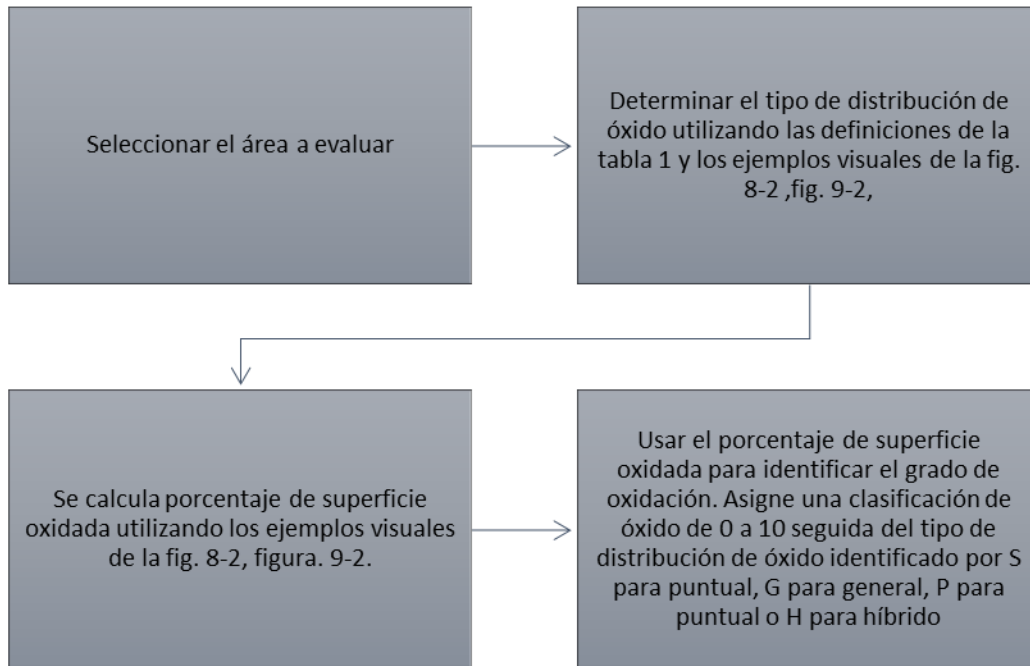 Seleccionar el área a evaluar
Determinar el tipo de distribución de
óxido utilizando las definiciones de la
tabla 1 y los ejemplos visuales de la fig.
8-2 ,fig. 9-2,
Se calcula porcentaje de superficie
oxidada utilizando los ejemplos visuales
de la fig. 8-2, figura. 9-2.
Usar el porcentaje de superficie
oxidada para identificar el grado de
oxidación. Asigne una clasificación de
óxido de 0 a 10 seguida del tipo de
distribución de óxido identificado por S
para puntual, G para general, P para
puntual o H para híbrido